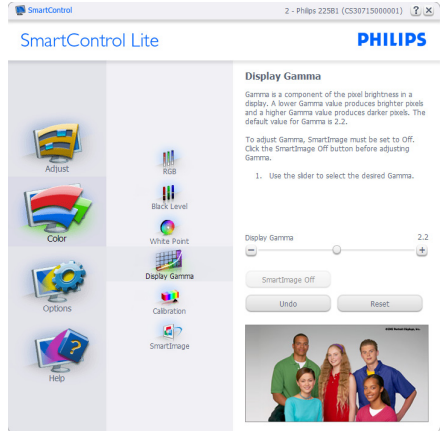 SmartControl
2 - Philips 225B1 (CS30715000001)
?
SmartControl Lite
PHILIPS
Adjust
Color
Options
Help
RGB
Black Level
White Point
Display Gamma
Calibration
SmartImage
Display Gamma
Gamma is a component of the pixel brightness in a
display. A lower Gamma value produces brighter pixels
and a higher Gamma value produces darker pixels. The
default value for Gamma is 2.2.
To adjust Gamma, SmartImage must be set to Off.
Click the SmartImage Off button before adjusting
Gamma.
1. Use the slider to select the desired Gamma.
Display Gamma 2.2
SmartImage Off
Undo Reset